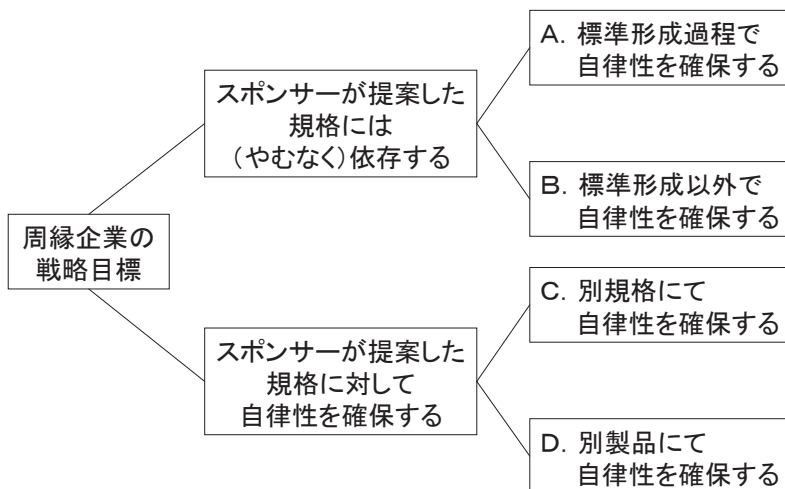 周縁企業の
戦略目標
スポンサーが提案した
規格には
（やむなく）依存する
A. 標準形成過程で
自律性を確保する
B. 標準形成以外で
自律性を確保する
スポンサーが提案した
規格に対して
自律性を確保する
C. 別規格にて
自律性を確保する
D. 別製品にて
自律性を確保する